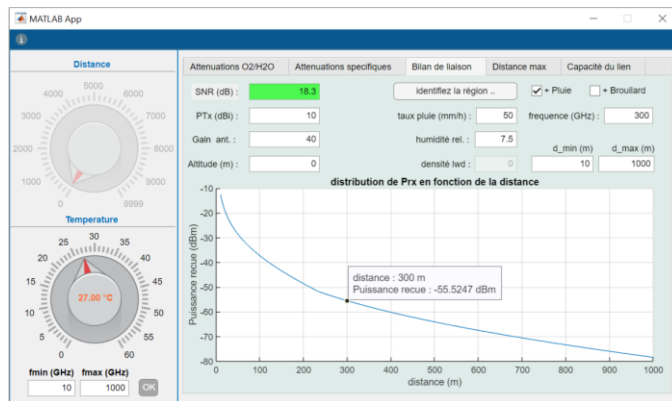 MATLAB App
Distance
4000 5000 6000
3000 7000
2000 8000
1000 9000
0 9999
Temperature
25 30 35
20 40
15 45
10 50
5 55
0 60
27.00 °C
fmin (GHz) fmax (GHz)
10 1000 OK
Attenuations O2/H2O Attenuations specifiques Bilan de liaison Distance max Capacité du lien
SNR (dB) : 18.3 identifiez la région .. + Pluie + Brouilard
PTx (dBi) : 10 taux pluie (mm/h) : 50 frequence (GHz) : 300
Gain ant. : 40 humidité rel. : 7.5
d_min (m) d_max (m)
Altitude (m) : 0 densité lwd : 0 10 1000
distribution de Prx en fonction de la distance
Puissance recue (dBm)
-10
-20
-30
-40
-50
-60
-70
-80
distance : 300 m
Puissance recue : -55.5247 dBm
0 100 200 300 400 500 600 700 800 900 1000
distance (m)